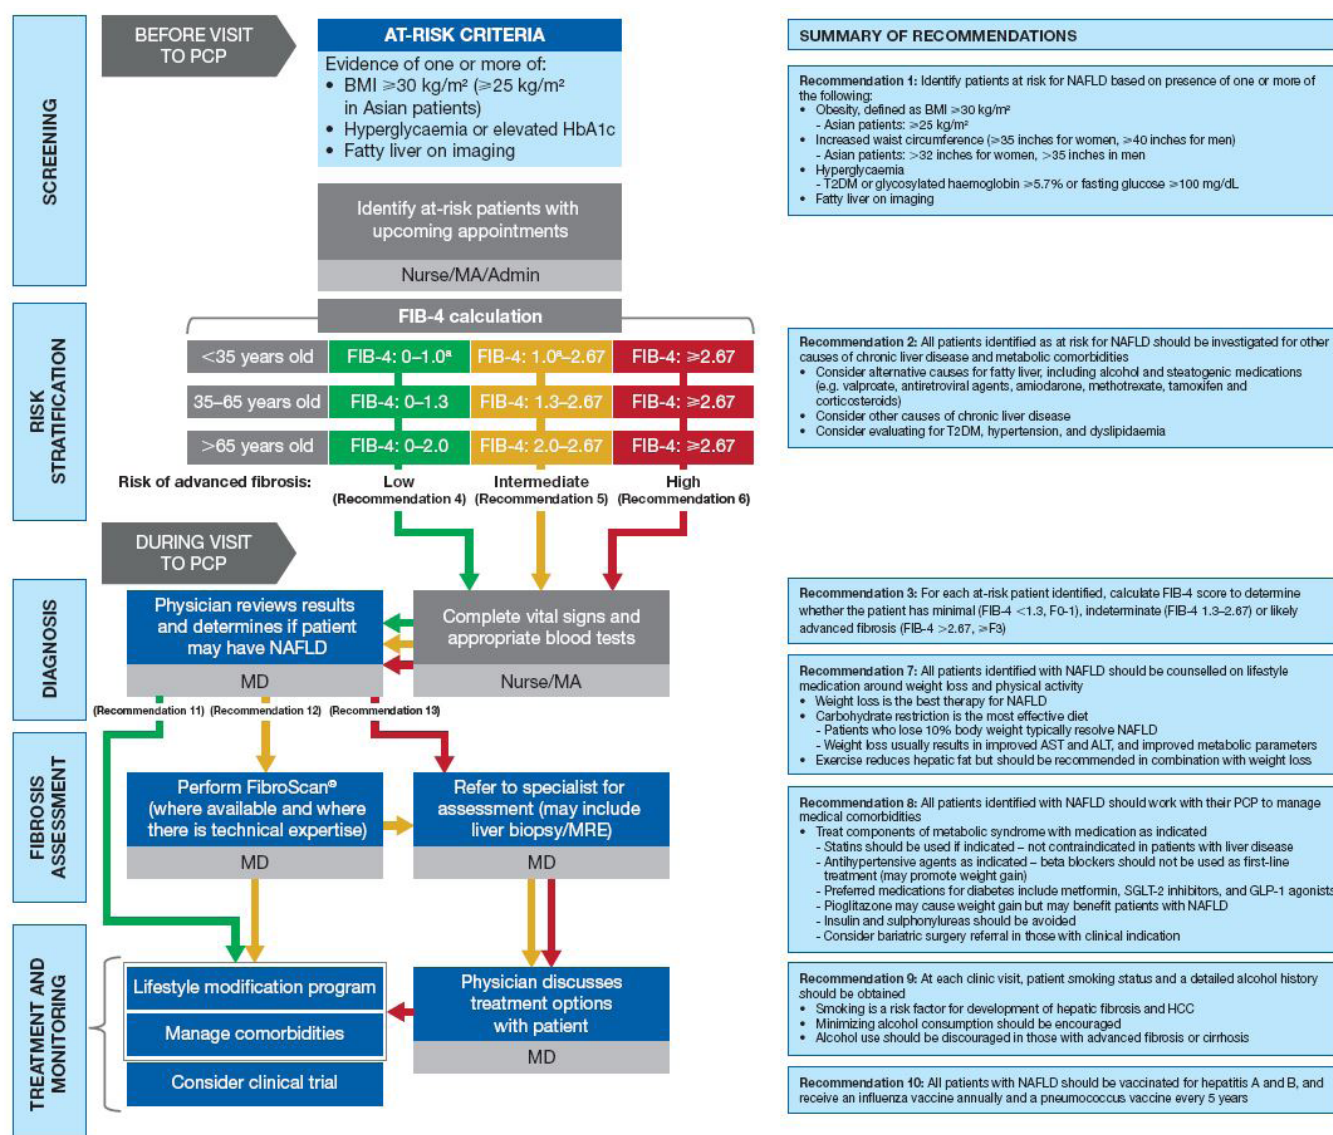 BEFORE VISIT
TO PCP
AT-RISK CRITERIA
Evidence of one or more of:
• BMI ≥30 kg/m² (≥25 kg/m²
in Asian patients)
• Hyperglycaemia or elevated HbA1c
• Fatty liver on imaging
SCREENING
Identify at-risk patients with
upcoming appointments
Nurse/MA/Admin
RISK
STRATIFICATION
FIB-4 calculation
<35 years old
FIB-4: 0–1.0ª
FIB-4: 1.0ª–2.67
FIB-4: ≥2.67
35–65 years old
FIB-4: 0–1.3
FIB-4: 1.3–2.67
FIB-4: ≥2.67
>65 years old
FIB-4: 0–2.0
FIB-4: 2.0–2.67
FIB-4: ≥2.67
Risk of advanced fibrosis:
Low
(Recommendation 4)
Intermediate
(Recommendation 5)
High
(Recommendation 6)
DURING VISIT
TO PCP
DIAGNOSIS
Physician reviews results
and determines if patient
may have NAFLD
MD
Complete vital signs and
appropriate blood tests
Nurse/MA
(Recommendation 11)
(Recommendation 12)
(Recommendation 13)
FIBROSIS
ASSESSMENT
Perform FibroScan®
(where available and where
there is technical expertise)
MD
Refer to specialist for
assessment (may include
liver biopsy/MRE)
MD
TREATMENT AND
MONITORING
Lifestyle modification program
Manage comorbidities
Consider clinical trial
Physician discusses
treatment options
with patient
MD
SUMMARY OF RECOMMENDATIONS
Recommendation 1: Identify patients at risk for NAFLD based on presence of one or more of
the following:
• Obesity, defined as BMI ≥30 kg/m²
- Asian patients: ≥25 kg/m²
• Increased waist circumference (≥35 inches for women, ≥40 inches for men)
- Asian patients: >32 inches for women, >35 inches in men
• Hyperglycaemia
- T2DM or glycosylated haemoglobin ≥5.7% or fasting glucose ≥100 mg/dL
• Fatty liver on imaging
Recommendation 2: All patients identified as at risk for NAFLD should be investigated for other
causes of chronic liver disease and metabolic comorbidities
• Consider alternative causes for fatty liver, including alcohol and steatogenic medications
(e.g. valproate, antiretroviral agents, amiodarone, methotrexate, tamoxifen and
corticosteroids)
• Consider other causes of chronic liver disease
• Consider evaluating for T2DM, hypertension, and dyslipidaemia
Recommendation 3: For each at-risk patient identified, calculate FIB-4 score to determine
whether the patient has minimal (FIB-4 <1.3, F0-1), indeterminate (FIB-4 1.3–2.67) or likely
advanced fibrosis (FIB-4 >2.67, ≥F3)
Recommendation 7: All patients identified with NAFLD should be counselled on lifestyle
medication around weight loss and physical activity
• Weight loss is the best therapy for NAFLD
• Carbohydrate restriction is the most effective diet
- Patients who lose 10% body weight typically resolve NAFLD
- Weight loss usually results in improved AST and ALT, and improved metabolic parameters
• Exercise reduces hepatic fat but should be recommended in combination with weight loss
Recommendation 8: All patients identified with NAFLD should work with their PCP to manage
medical comorbidities
• Treat components of metabolic syndrome with medication as indicated
- Statins should be used if indicated – not contraindicated in patients with liver disease
- Antihypertensive agents as indicated – beta blockers should not be used as first-line
treatment (may promote weight gain)
- Preferred medications for diabetes include metformin, SGLT-2 inhibitors, and GLP-1 agonists
- Pioglitazone may cause weight gain but may benefit patients with NAFLD
- Insulin and sulphonylureas should be avoided
- Consider bariatric surgery referral in those with clinical indication
Recommendation 9: At each clinic visit, patient smoking status and a detailed alcohol history
should be obtained
• Smoking is a risk factor for development of hepatic fibrosis and HCC
• Minimizing alcohol consumption should be encouraged
• Alcohol use should be discouraged in those with advanced fibrosis or cirrhosis
Recommendation 10: All patients with NAFLD should be vaccinated for hepatitis A and B, and
receive an influenza vaccine annually and a pneumococcus vaccine every 5 years